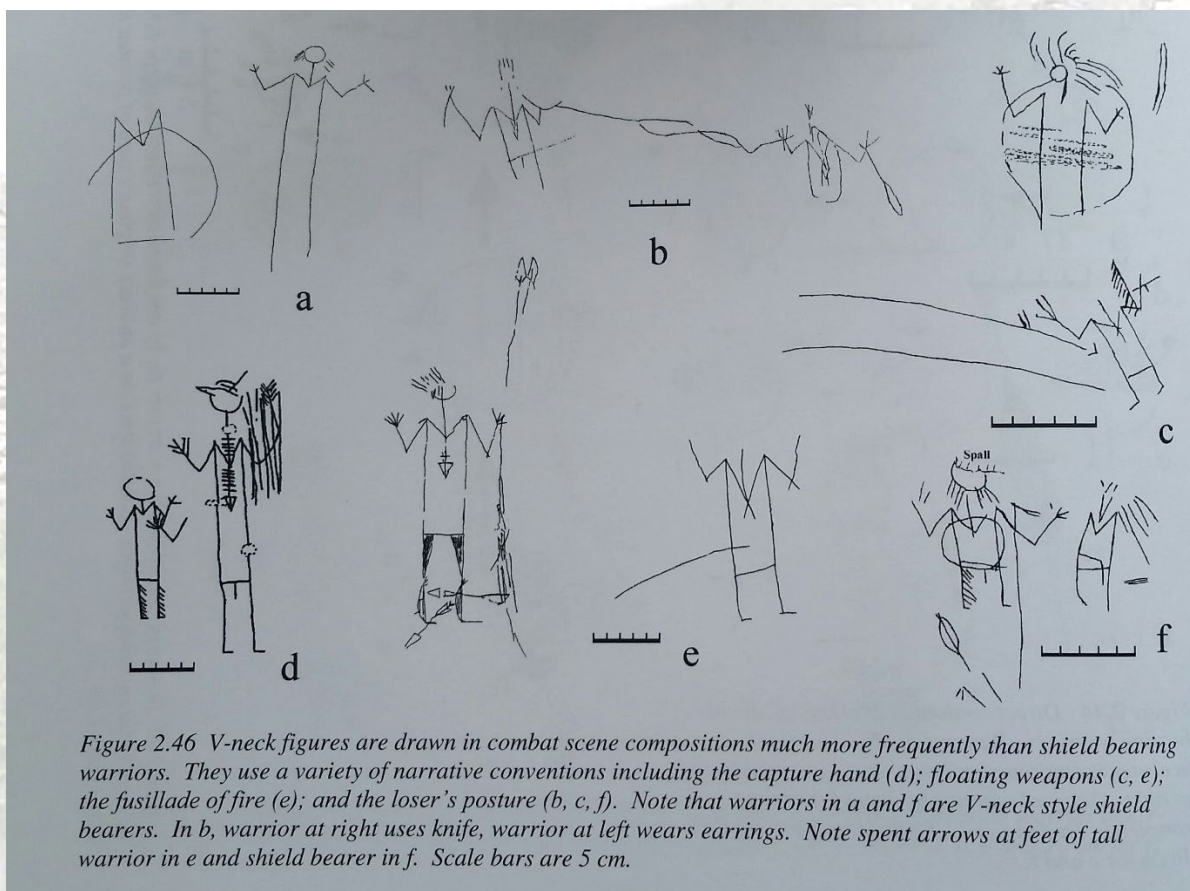 a
b
c
d
e
Spall
f
Figure 2.46 V-neck figures are drawn in combat scene compositions much more frequently than shield bearing
warriors. They use a variety of narrative conventions including the capture hand (d); floating weapons (c, e);
the fusillade of fire (e); and the loser's posture (b, c, f). Note that warriors in a and f are V-neck style shield
bearers. In b, warrior at right uses knife, warrior at left wears earrings. Note spent arrows at feet of tall
warrior in e and shield bearer in f. Scale bars are 5 cm.